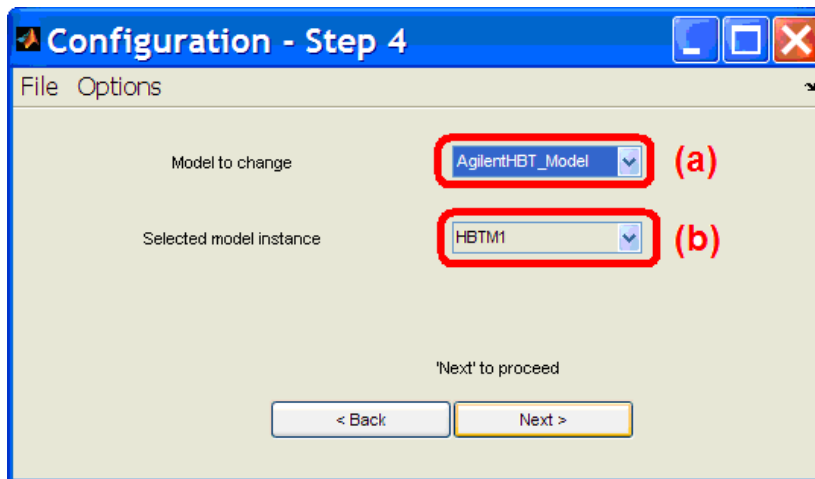 Configuration - Step 4
File Options
Model to change AgilentHBT_Model (a)
Selected model instance HBTM1 (b)
'Next' to proceed
< Back Next >